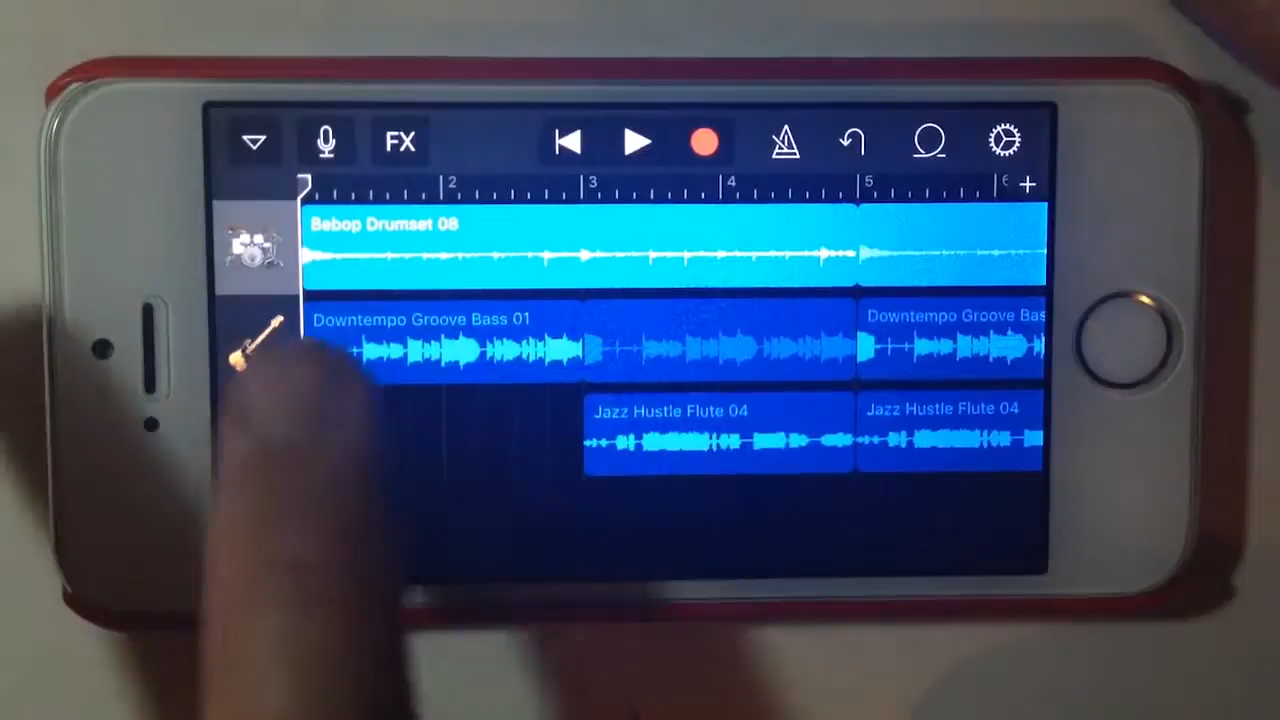 FX
2 3 4 5
Bebop Drumset 08
Downtempo Groove Bass 01
Downtempo Groove Bas
Jazz Hustle Flute 04
Jazz Hustle Flute 04